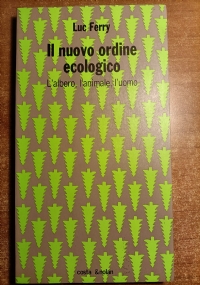 Luc Ferry
Il nuovo ordine
ecologico
L'albero, l'animale, l'uomo
costa & nolan